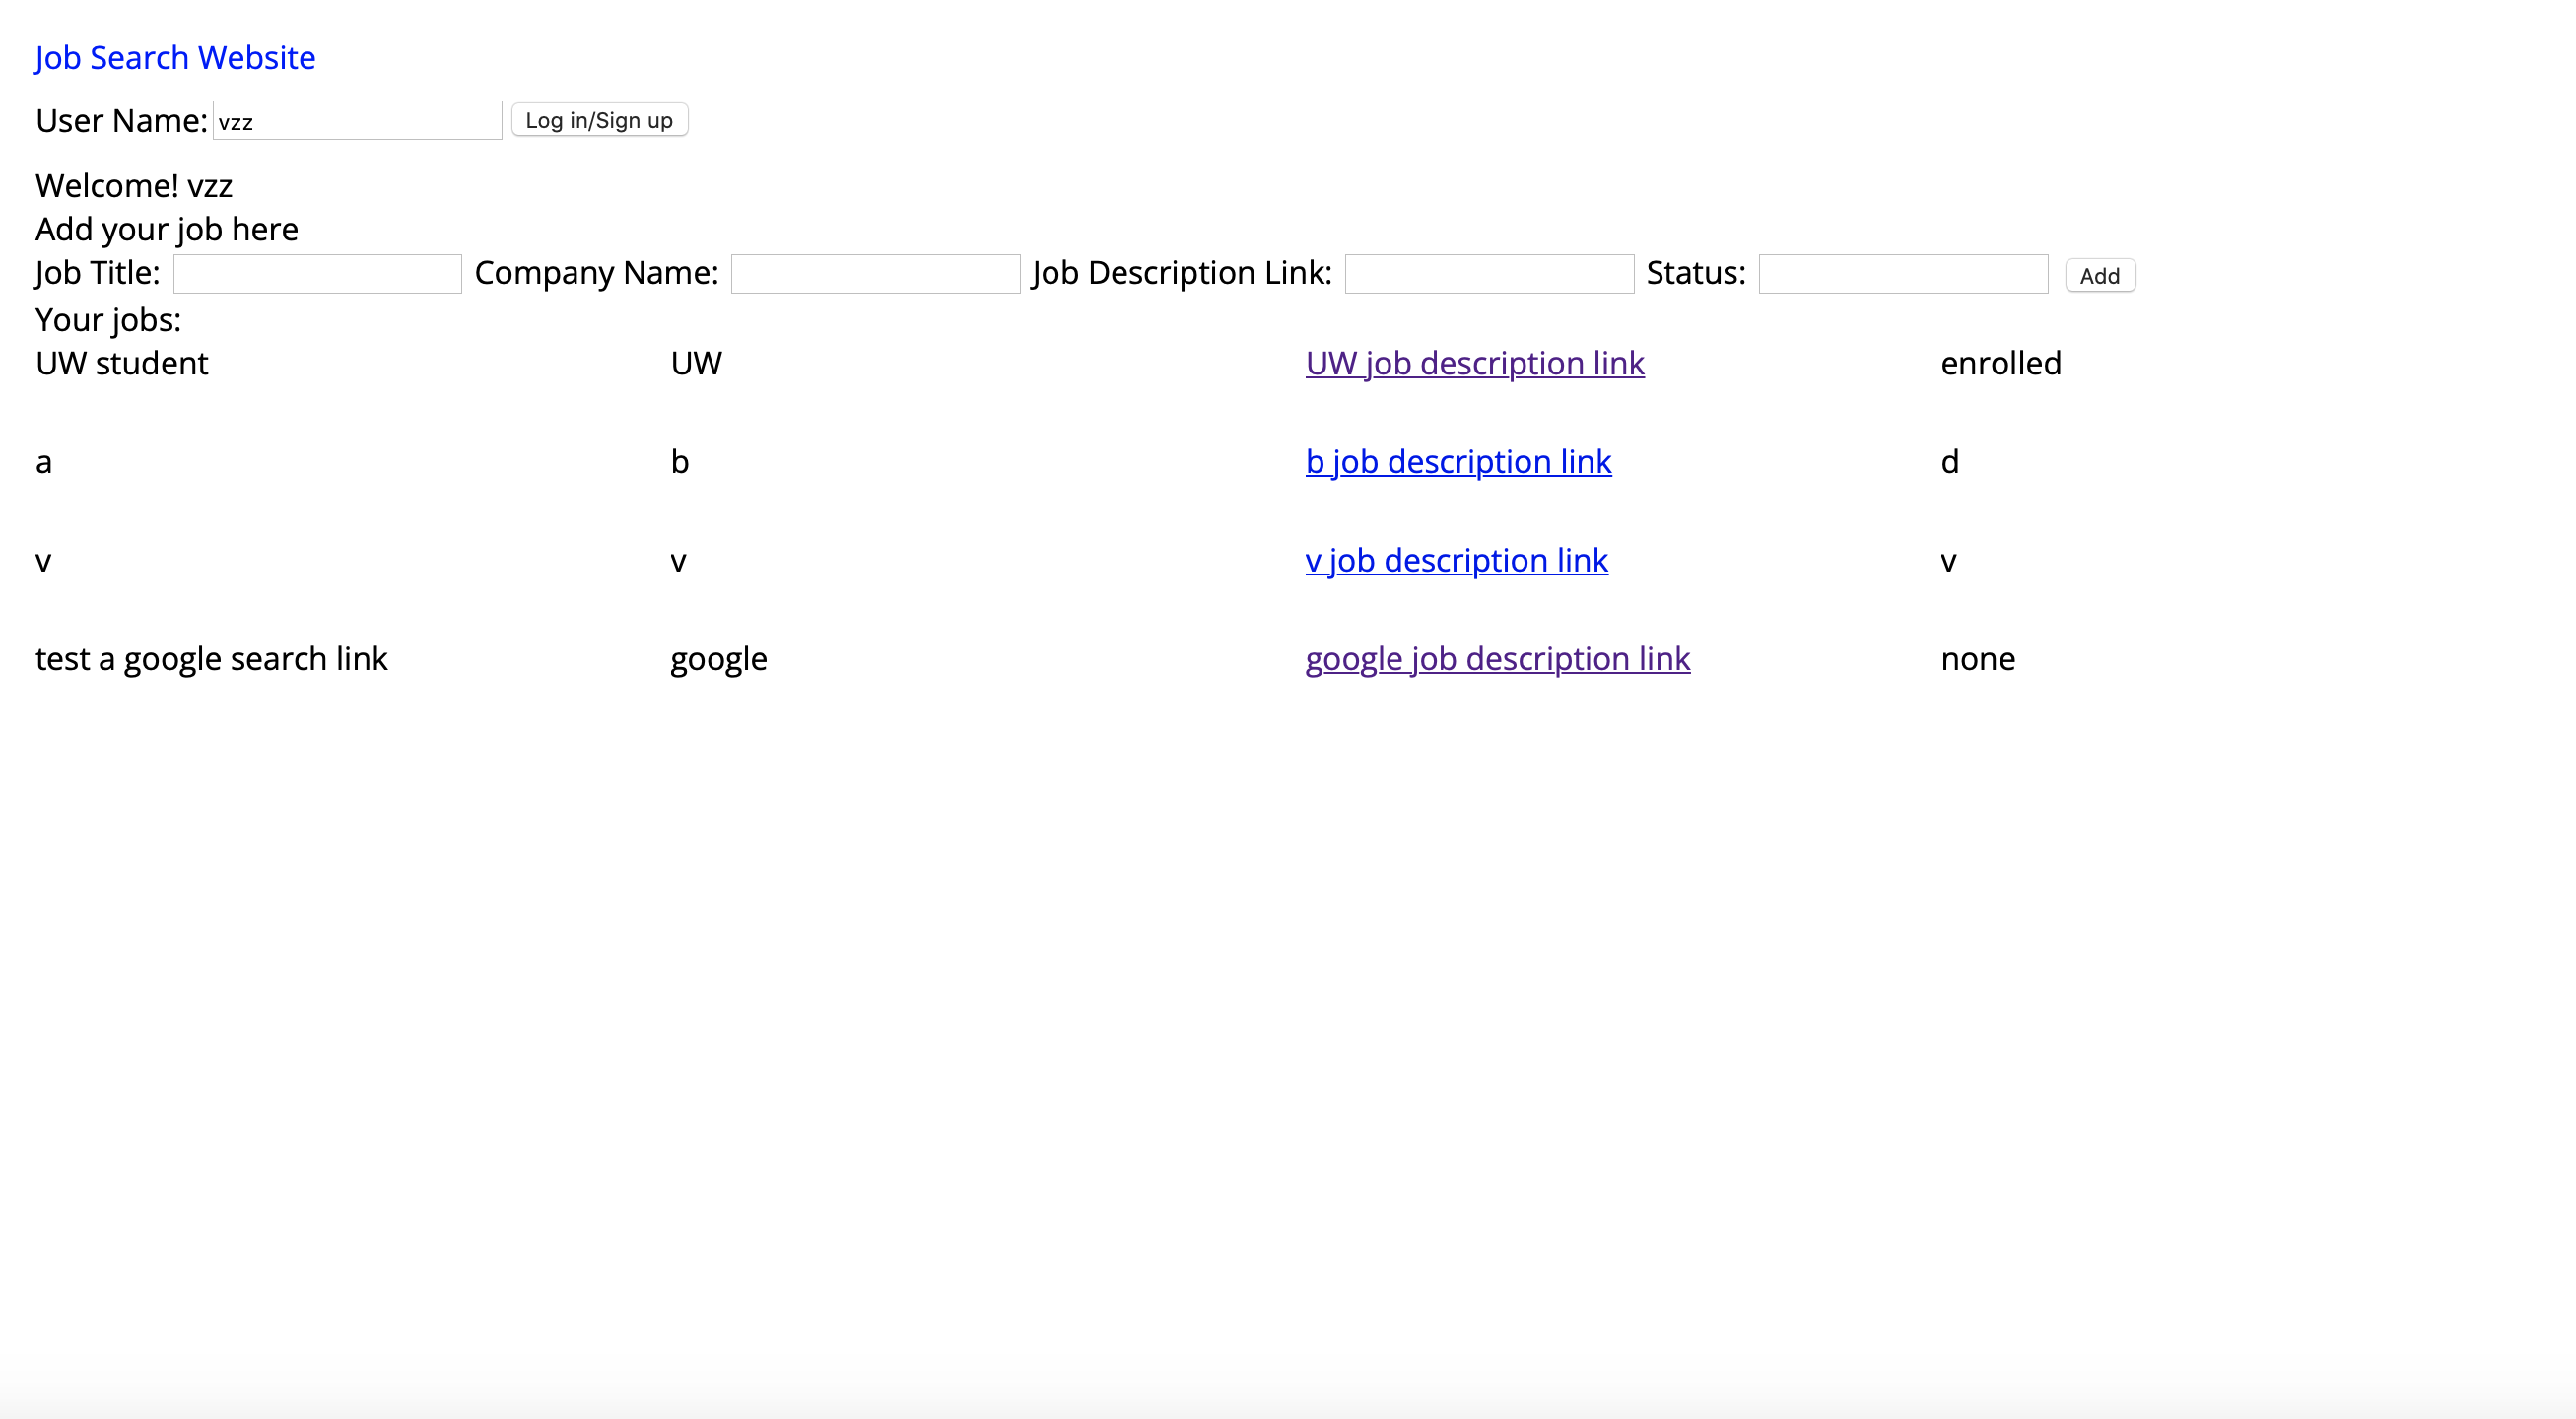 Job Search Website
User Name: vzz Log in/Sign up
Welcome! vzz
Add your job here
Job Title: Company Name: Job Description Link: Status: Add
Your jobs:
UW student UW UW job description link enrolled
a b b job description link d
v v v job description link v
test a google search link google google job description link none